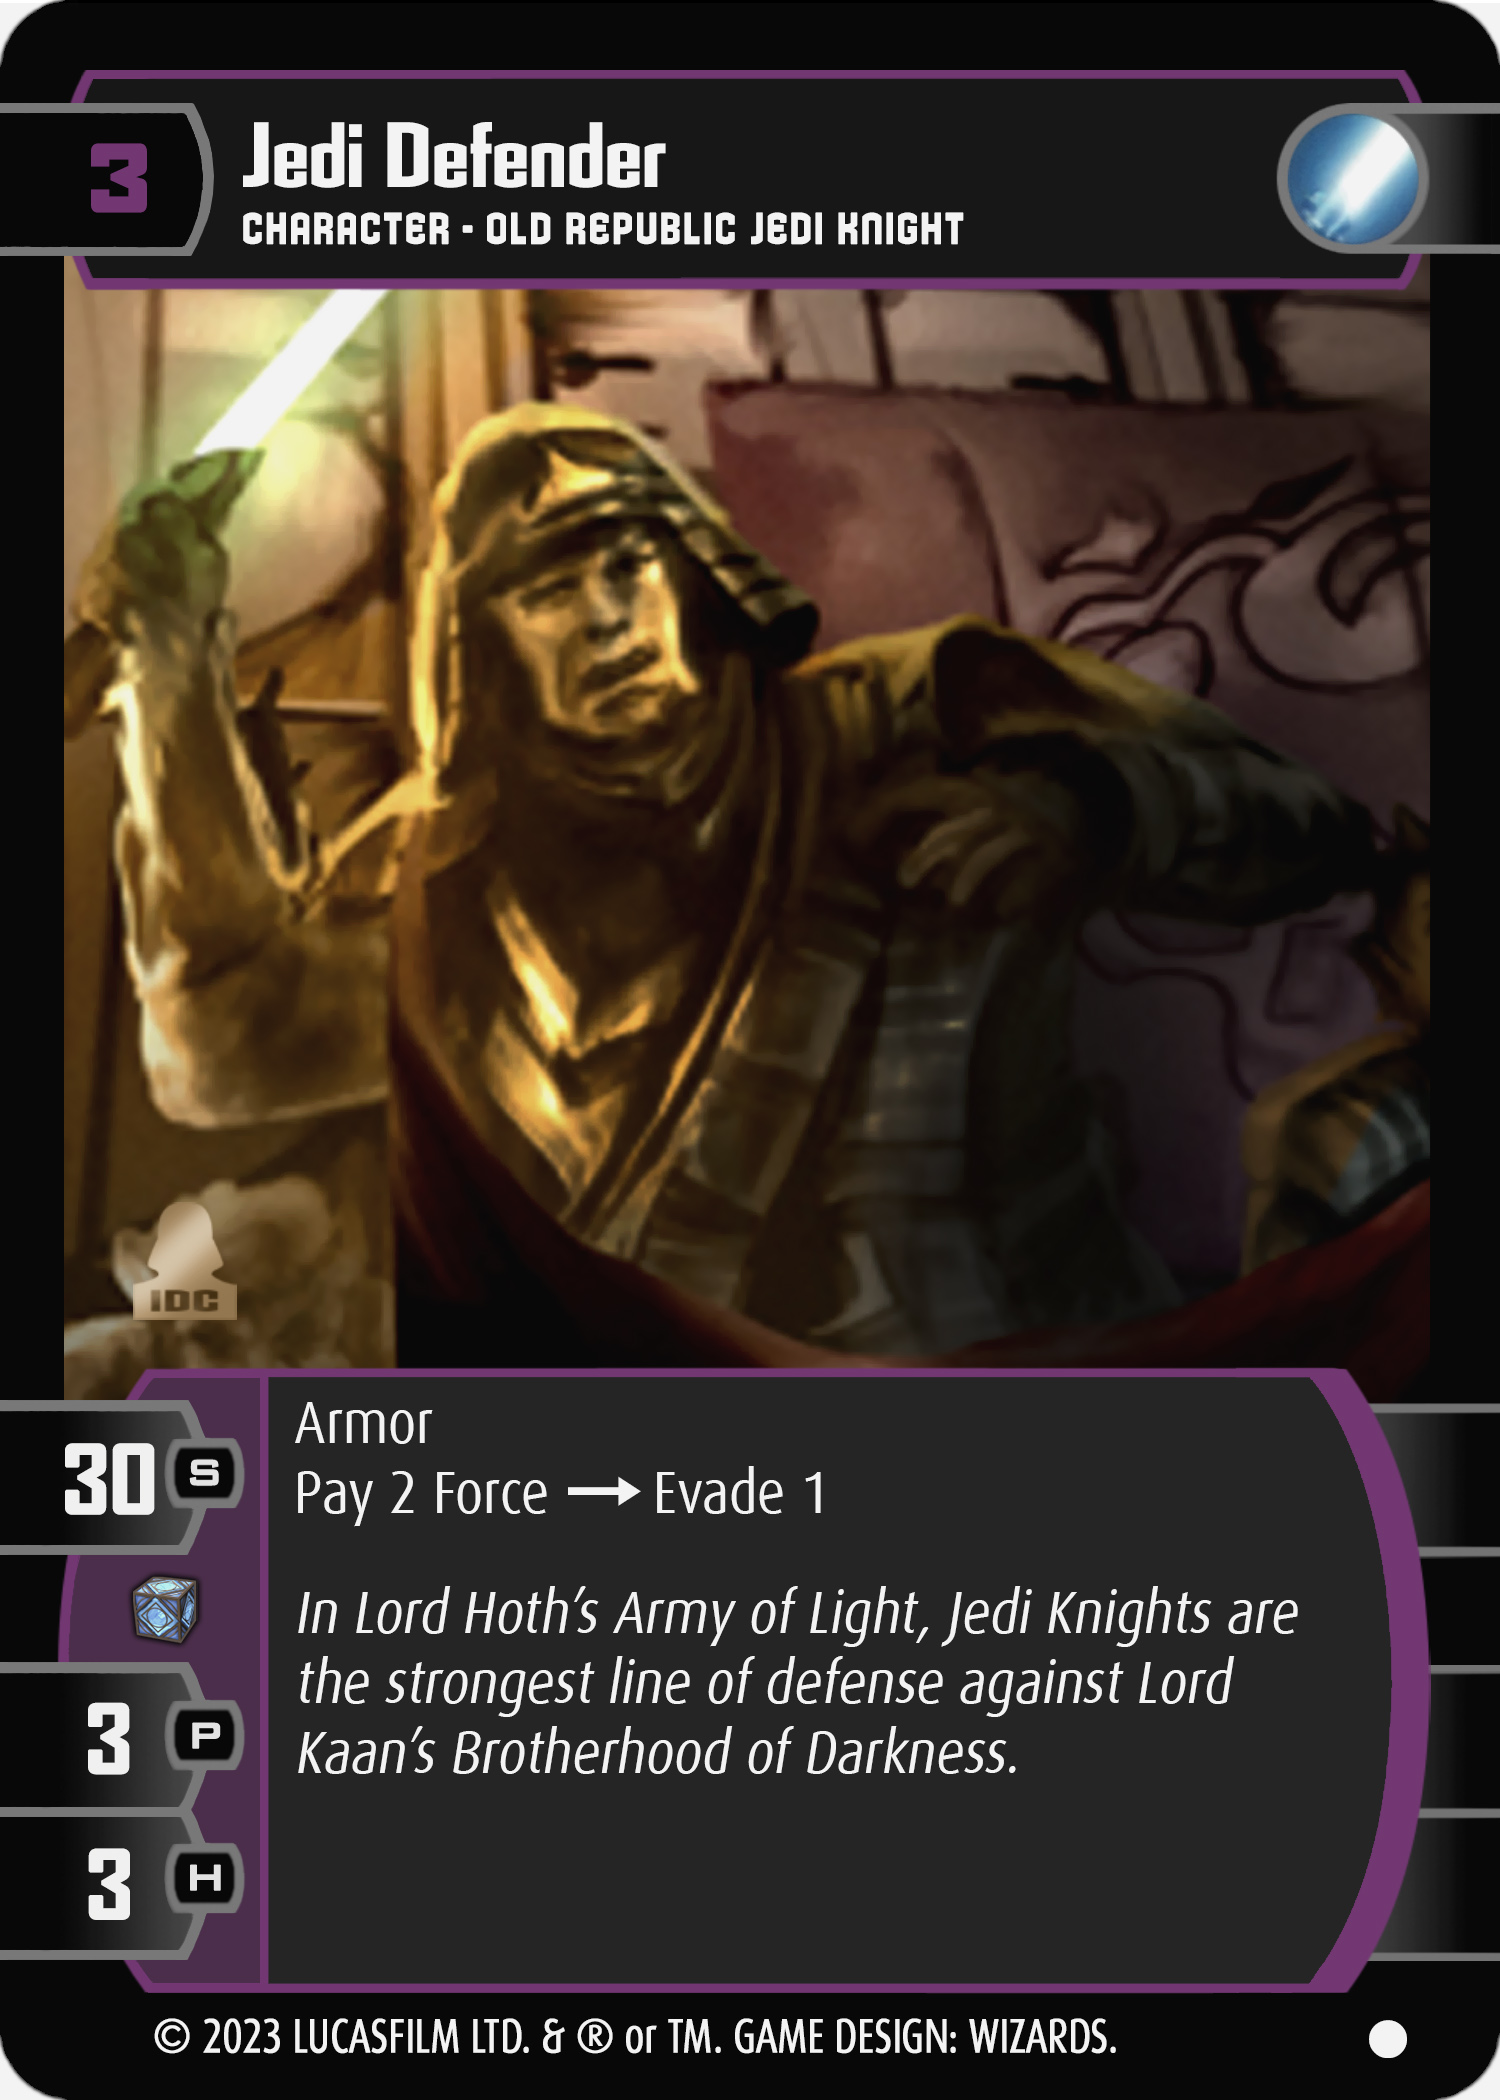 3
Jedi Defender
CHARACTER - OLD REPUBLIC JEDI KNIGHT
IDC
30 S
Armor
Pay 2 Force → Evade 1
In Lord Hoth's Army of Light, Jedi Knights are
the strongest line of defense against Lord
Kaan's Brotherhood of Darkness.
3 P
3 H
© 2023 LUCASFILM LTD. & ® or TM. GAME DESIGN: WIZARDS.